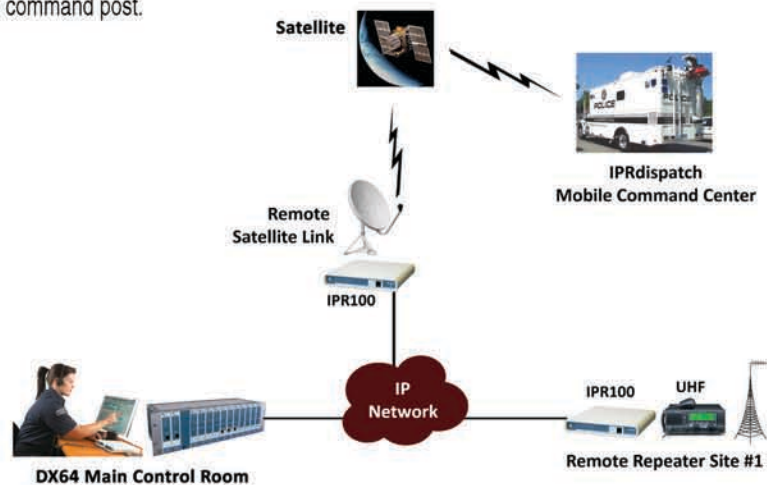 command post.
Satellite
POLICE
IPRdispatch
Mobile Command Center
Remote
Satellite Link
IPR100
IP
Network
IPR100
UHF
DX64 Main Control Room
Remote Repeater Site #1